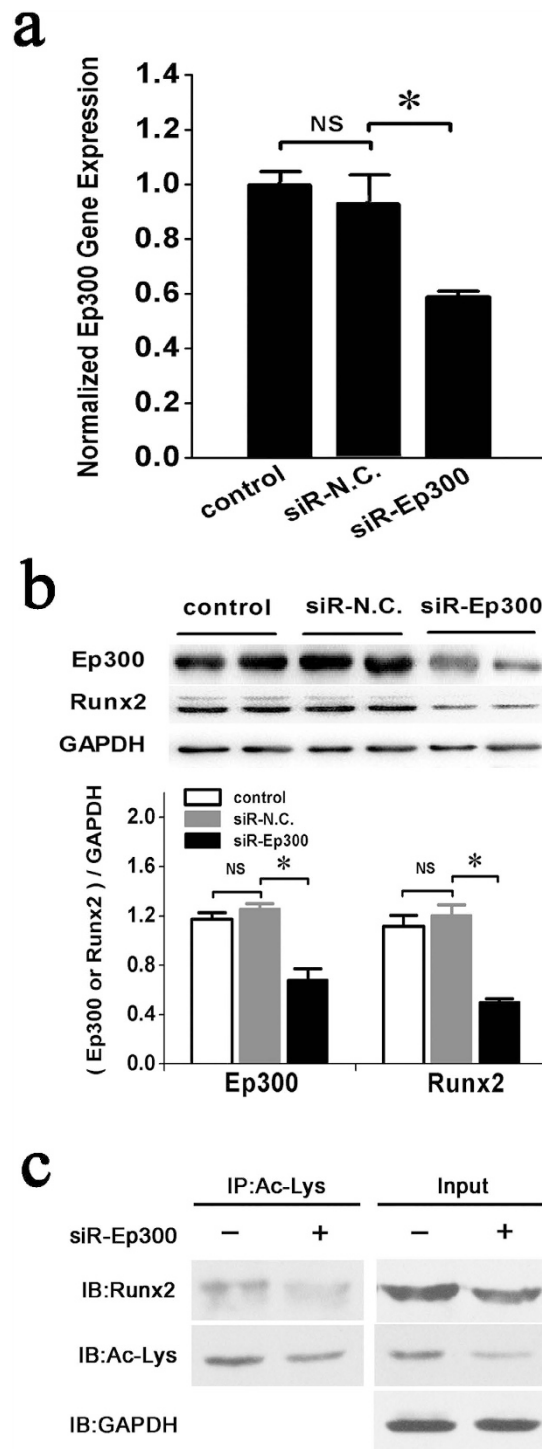 a
Normalized Ep300 Gene Expression
1.4
1.2
1.0
0.8
0.6
0.4
0.2
0.0
NS
*
control
siR-N.C.
siR-Ep300
b
control siR-N.C. siR-Ep300
Ep300
Runx2
GAPDH
( Ep300 or Runx2 ) / GAPDH
2.0
1.6
1.2
0.8
0.4
0.0
control
siR-N.C.
siR-Ep300
NS * NS *
Ep300 Runx2
c
IP:Ac-Lys Input
siR-Ep300 − + − +
IB:Runx2
IB:Ac-Lys
IB:GAPDH